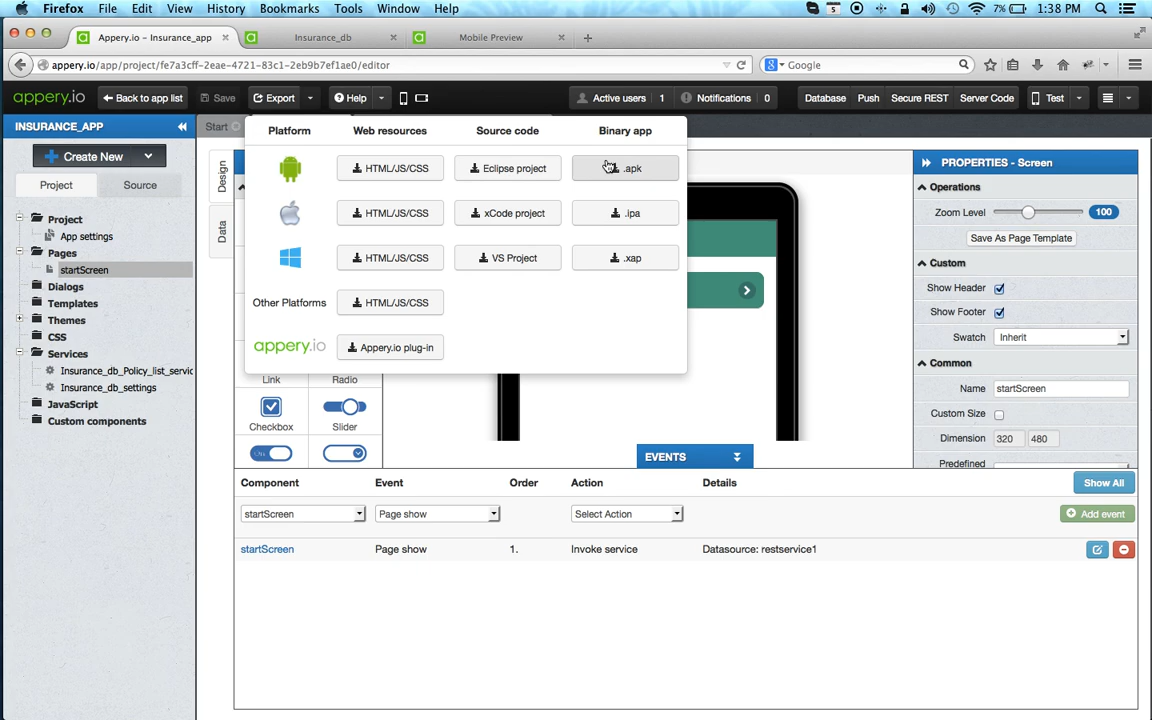 Firefox File Edit View History Bookmarks Tools Window Help 5 7% 1:38 PM
Appery.io – Insurance_app Insurance_db Mobile Preview
appery.io/app/project/fe7a3cff-2eae-4721-83c1-2eb9b7ef1ae0/editor Google
appery.io Back to app list Save Export Help Active users 1 Notifications 0 Database Push Secure REST Server Code Test
INSURANCE_APP Start
Create New
Project Source
Project
App settings
Pages
startScreen
Dialogs
Templates
Themes
CSS
Services
Insurance_db_Policy_list_servic
Insurance_db_settings
JavaScript
Custom components
Design
Data
Platform Web resources Source code Binary app
HTML/JS/CSS Eclipse project .apk
HTML/JS/CSS xCode project .ipa
HTML/JS/CSS VS Project .xap
Other Platforms HTML/JS/CSS
appery.io Appery.io plug-in
Link Radio
Checkbox Slider
On
PROPERTIES - Screen
Operations
Zoom Level 100
Save As Page Template
Custom
Show Header
Show Footer
Swatch Inherit
Common
Name startScreen
Custom Size
Dimension 320 480
Predefined
EVENTS
Component Event Order Action Details Show All
startScreen Page show Select Action Add event
startScreen Page show 1. Invoke service Datasource: restservice1